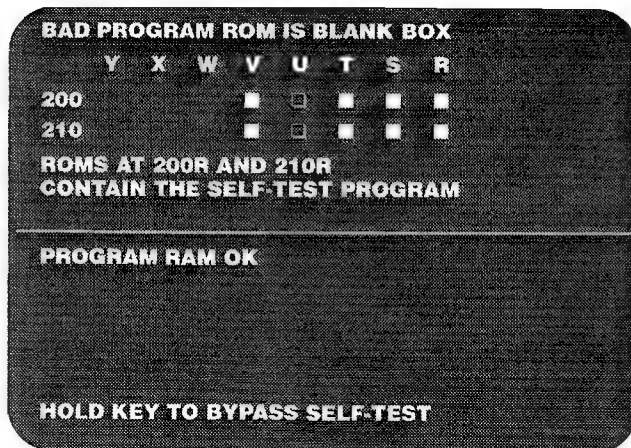 BAD PROGRAM ROM IS BLANK BOX
Y X W V U T S R
200
210
ROMS AT 200R AND 210R
CONTAIN THE SELF-TEST PROGRAM
PROGRAM RAM OK
HOLD KEY TO BYPASS SELF-TEST